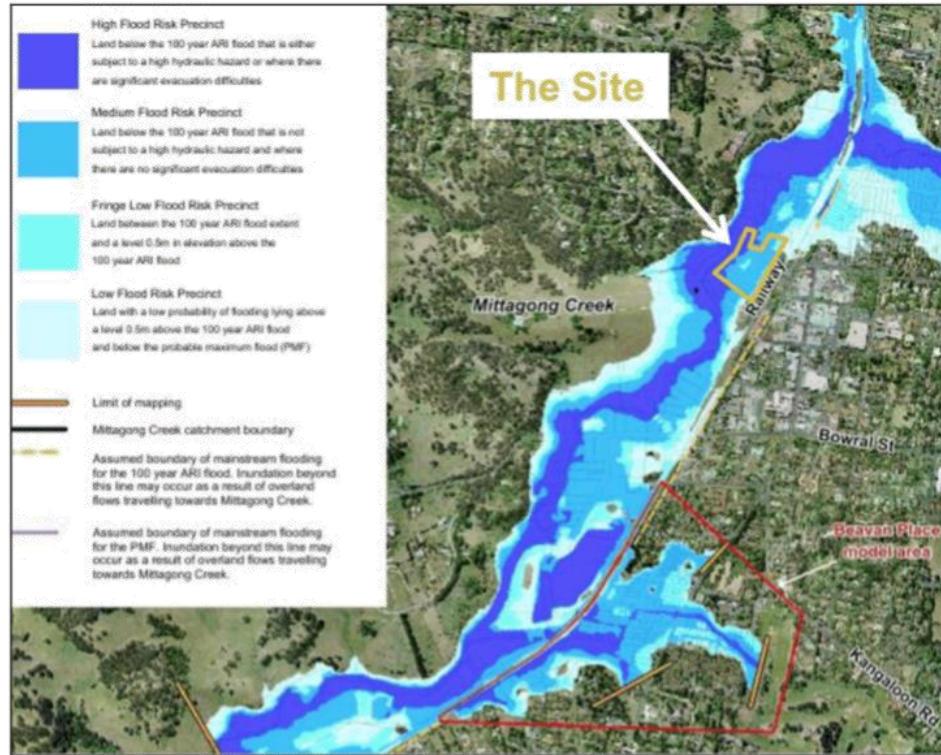 High Flood Risk Precinct
Land below the 100 year ARI flood that is either
subject to a high hydraulic hazard or where there
are significant evacuation difficulties
Medium Flood Risk Precinct
Land below the 100 year ARI flood that is not
subject to a high hydraulic hazard and where
there are no significant evacuation difficulties
Fringe Low Flood Risk Precinct
Land between the 100 year ARI flood extent
and a level 0.5m in elevation above the
100 year ARI flood
Low Flood Risk Precinct
Land with a low probability of flooding lying above
a level 0.5m above the 100 year ARI flood
and below the probable maximum flood (PMF)
Limit of mapping
Mittagong Creek catchment boundary
Assumed boundary of mainstream flooding
for the 100 year ARI flood. Inundation beyond
this line may occur as a result of overland
flows travelling towards Mittagong Creek.
Assumed boundary of mainstream flooding
for the PMF. Inundation beyond this line may
occur as a result of overland flows travelling
towards Mittagong Creek.
The Site
Railway
Mittagong Creek
Bowral St
Beavan Place
model area
Kangaloon Rd